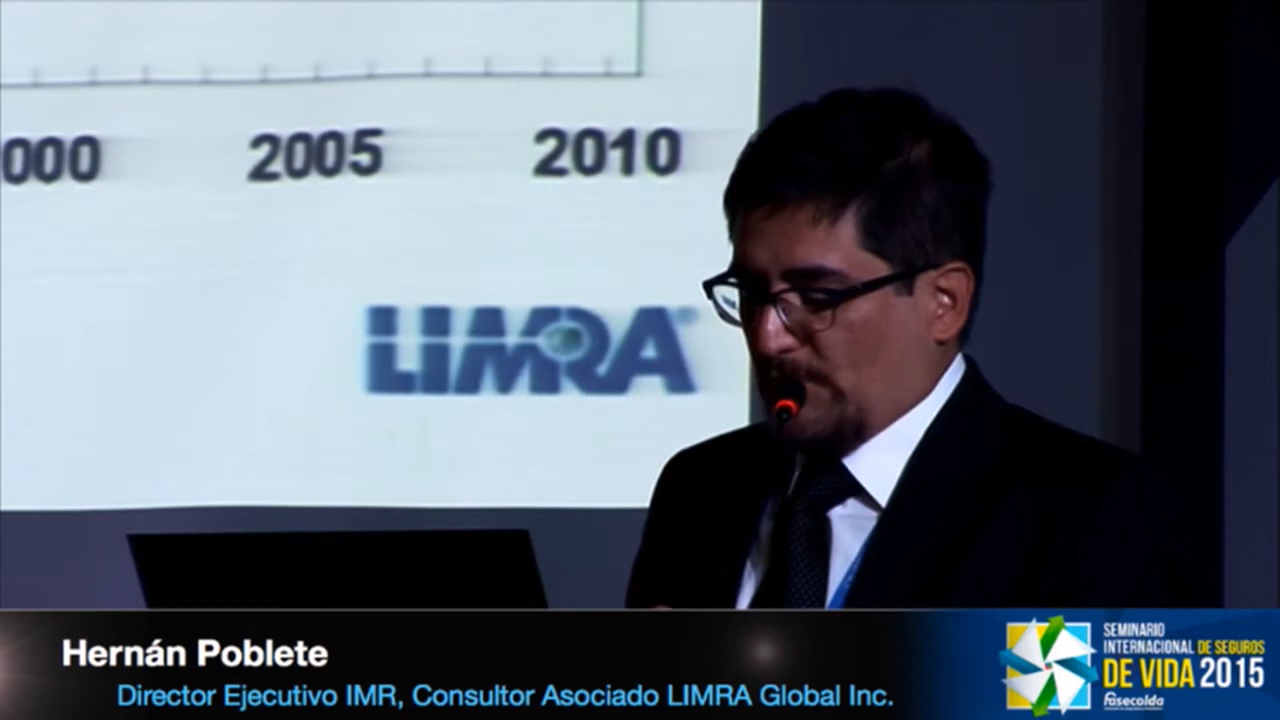 000 2005 2010
LIMRA
Hernán Poblete
Director Ejecutivo IMR, Consultor Asociado LIMRA Global Inc.
SEMINARIO
INTERNACIONAL DE SEGUROS
DE VIDA 2015
fasecolda